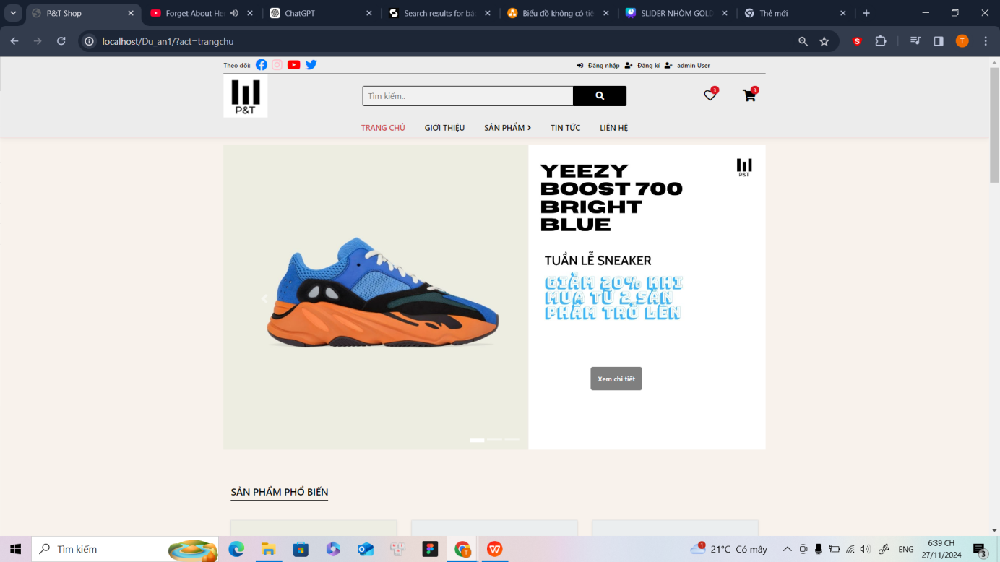 P&T Shop
Forget About He
ChatGPT
Search results for bá
Biểu đồ không có tiê
SLIDER NHÓM GOLD
Thẻ mới
localhost/Du_an1/?act=trangchu
S
T
Theo dõi:
Đăng nhập
Đăng kí
admin User
P&T
Tìm kiếm..
3
3
TRANG CHỦ
GIỚI THIỆU
SẢN PHẨM
TIN TỨC
LIÊN HỆ
YEEZY
BOOST 700
BRIGHT
BLUE
P&T
TUẦN LỄ SNEAKER
GIẢM 20% KHI
MUA TỪ 2 SẢN
PHẨM TRỞ LÊN
Xem chi tiết
SẢN PHẨM PHỔ BIẾN
Tìm kiếm
T
W
1
21°C Có mây
ENG
6:39 CH
27/11/2024
3